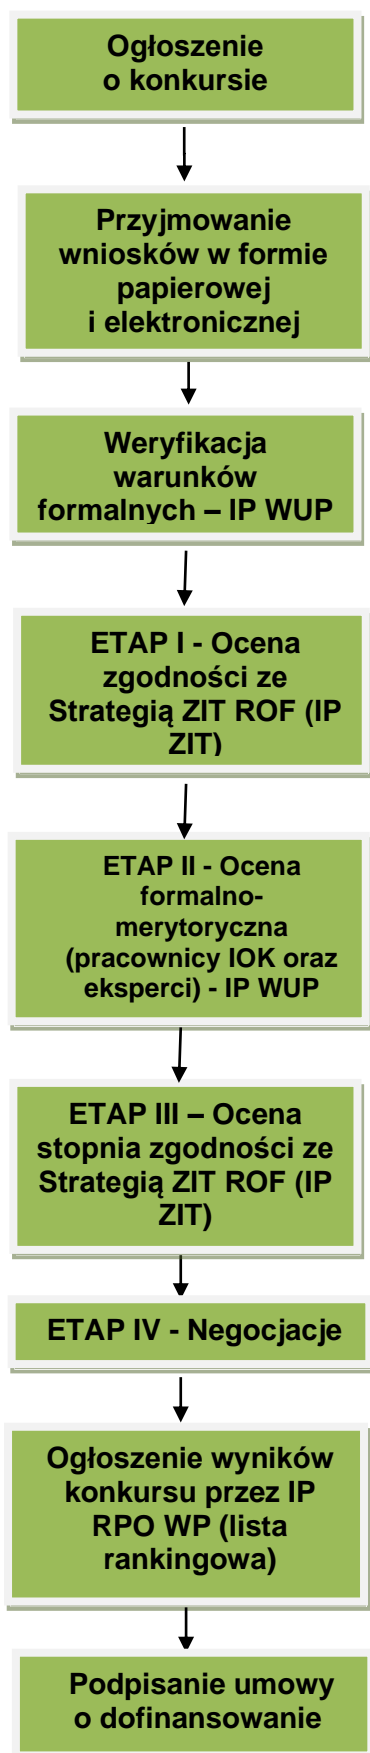 Ogłoszenie
o konkursie
Przyjmowanie
wniosków w formie
papierowej
i elektronicznej
Weryfikacja
warunków
formalnych – IP WUP
ETAP I - Ocena
zgodności ze
Strategią ZIT ROF (IP
ZIT)
ETAP II - Ocena
formalno-
merytoryczna
(pracownicy IOK oraz
eksperci) - IP WUP
ETAP III – Ocena
stopnia zgodności ze
Strategią ZIT ROF (IP
ZIT)
ETAP IV - Negocjacje
Ogłoszenie wyników
konkursu przez IP
RPO WP (lista
rankingowa)
Podpisanie umowy
o dofinansowanie